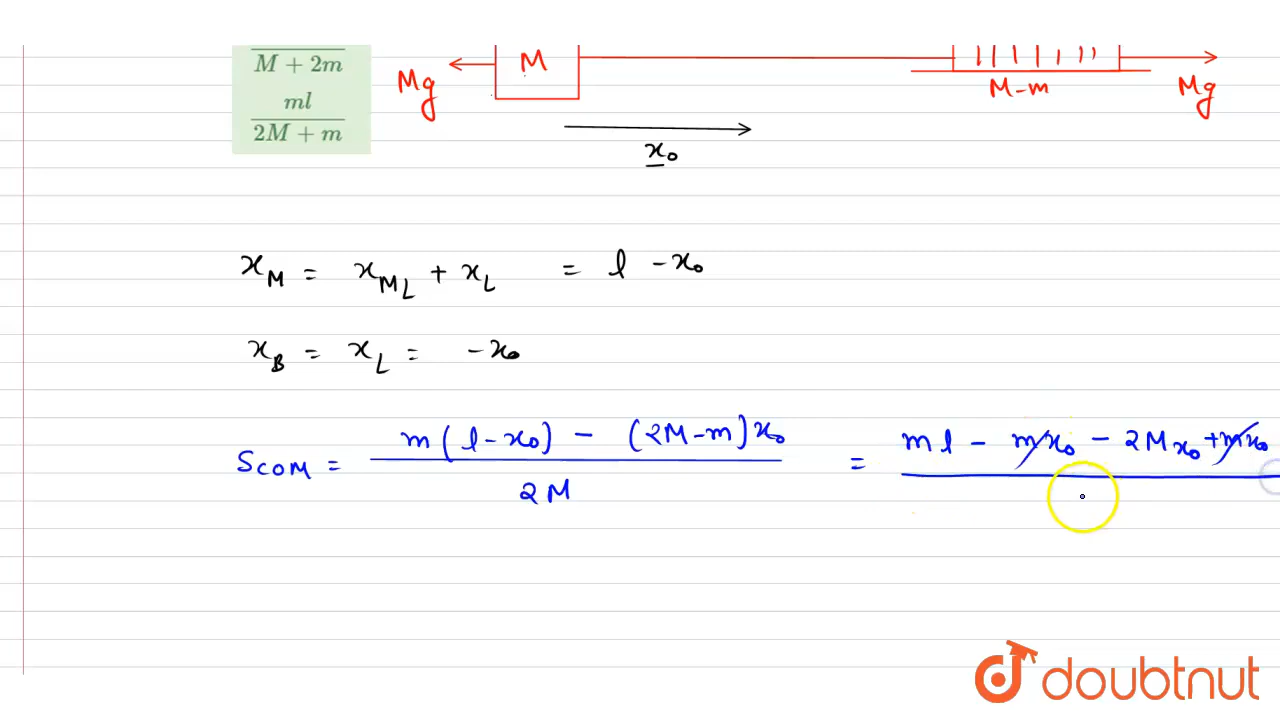 M + 2m
ml
2M + m
Mg
M
M-m
Mg
x₀
x_M = x_ML + x_L = l - x₀
x_B = x_L = -x₀
S_COM = m(l-x₀) - (2M-m)x₀ / 2M = ml - mx₀ - 2Mx₀ + mx₀
doubtnut